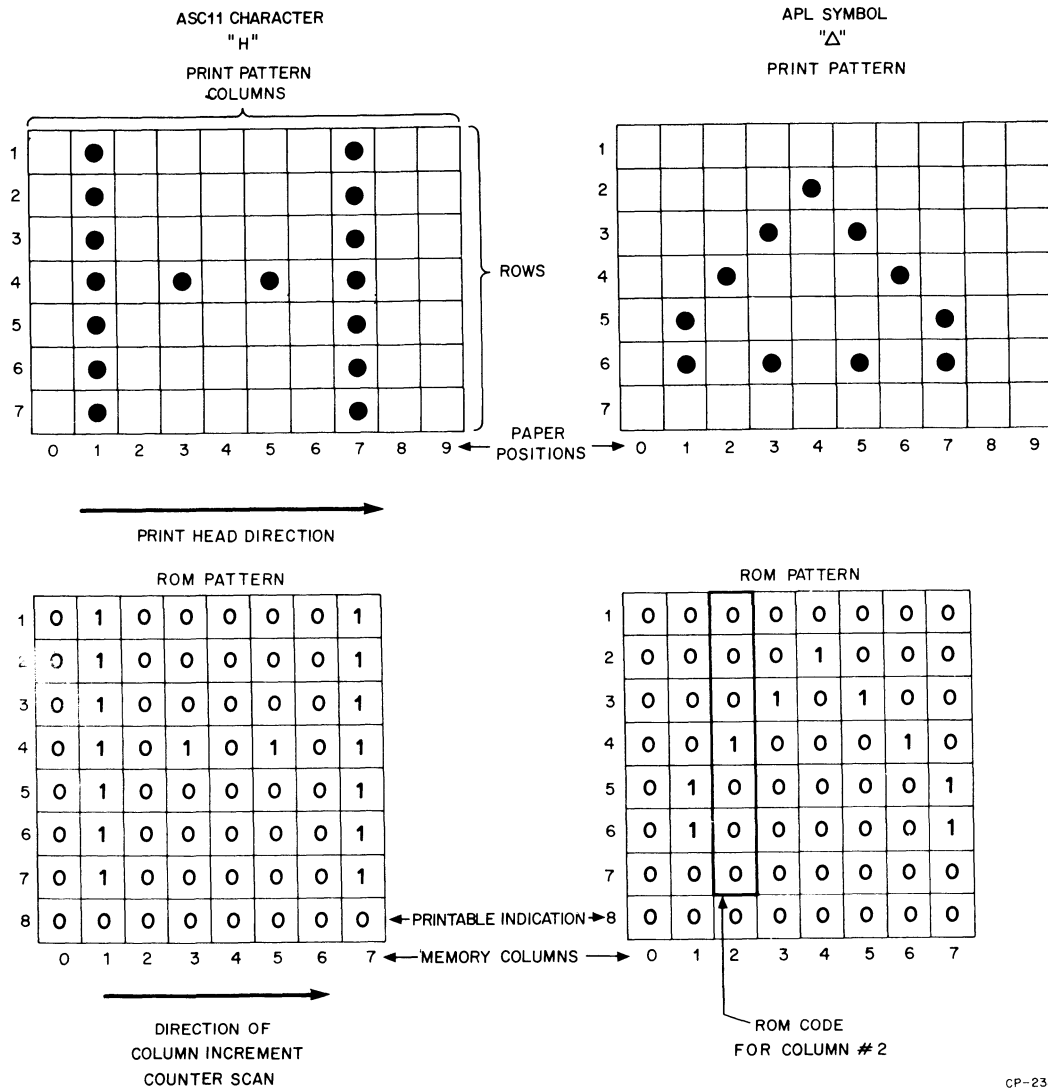 ASC11 CHARACTER
"H"
PRINT PATTERN
COLUMNS
1
2
3
4
5
6
7
ROWS
0 1 2 3 4 5 6 7 8 9
PAPER
POSITIONS
APL SYMBOL
"Δ"
PRINT PATTERN
1
2
3
4
5
6
7
0 1 2 3 4 5 6 7 8 9
PRINT HEAD DIRECTION
ROM PATTERN
1 0 1 0 0 0 0 0 1
2 0 1 0 0 0 0 0 1
3 0 1 0 0 0 0 0 1
4 0 1 0 1 0 1 0 1
5 0 1 0 0 0 0 0 1
6 0 1 0 0 0 0 0 1
7 0 1 0 0 0 0 0 1
8 0 0 0 0 0 0 0 0
0 1 2 3 4 5 6 7
PRINTABLE INDICATION
MEMORY COLUMNS
DIRECTION OF
COLUMN INCREMENT
COUNTER SCAN
ROM PATTERN
1 0 0 0 0 0 0 0 0
2 0 0 0 0 1 0 0 0
3 0 0 0 1 0 1 0 0
4 0 0 1 0 0 0 1 0
5 0 1 0 0 0 0 0 1
6 0 1 0 0 0 0 0 1
7 0 0 0 0 0 0 0 0
8 0 0 0 0 0 0 0 0
0 1 2 3 4 5 6 7
ROM CODE
FOR COLUMN #2
CP-23